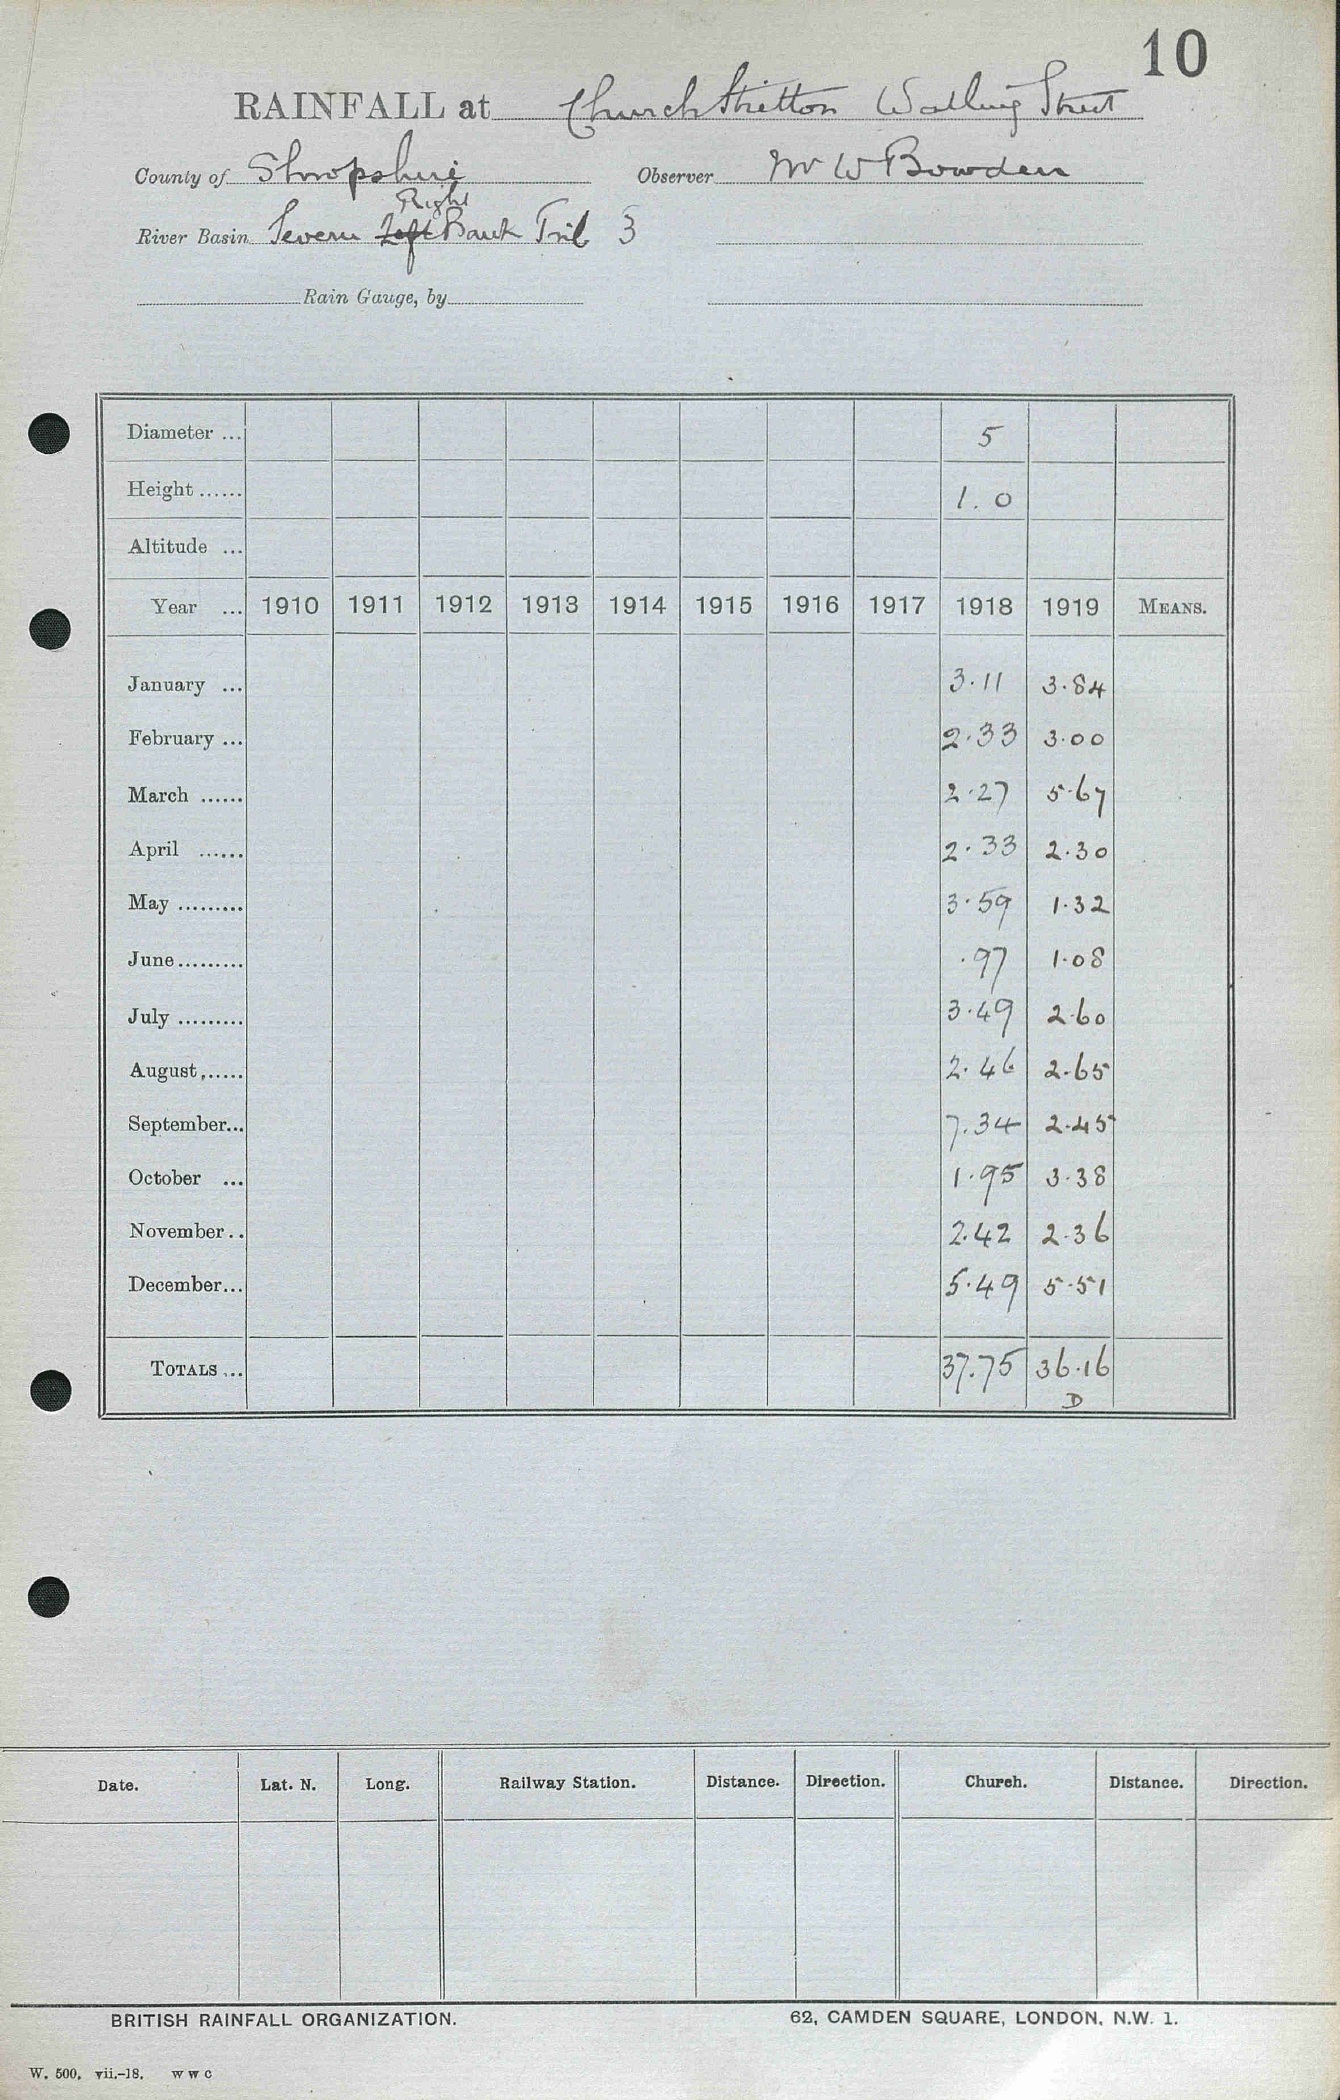 10
RAINFALL at Church Stretton Watling Street
County of Shropshire Observer Mr W Bowden
Right
River Basin Severn Left Bank Trib 3
Rain Gauge, by
Diameter ... 5
Height ...... 1.0
Altitude ...
Year ... 1910 1911 1912 1913 1914 1915 1916 1917 1918 1919 MEANS.
January ... 3.11 3.84
February ... 2.33 3.00
March ...... 2.27 5.67
April ...... 2.33 2.30
May ......... 3.59 1.32
June ......... .97 1.08
July ......... 3.49 2.60
August ...... 2.46 2.65
September... 7.34 2.45
October ... 1.95 3.38
November.. 2.42 2.36
December... 5.49 5.51
TOTALS ... 37.75 36.16
D
Date. Lat. N. Long. Railway Station. Distance. Direction. Church. Distance. Direction.
BRITISH RAINFALL ORGANIZATION. 62, CAMDEN SQUARE, LONDON, N.W. 1.
W. 500. vii.-18. W W C